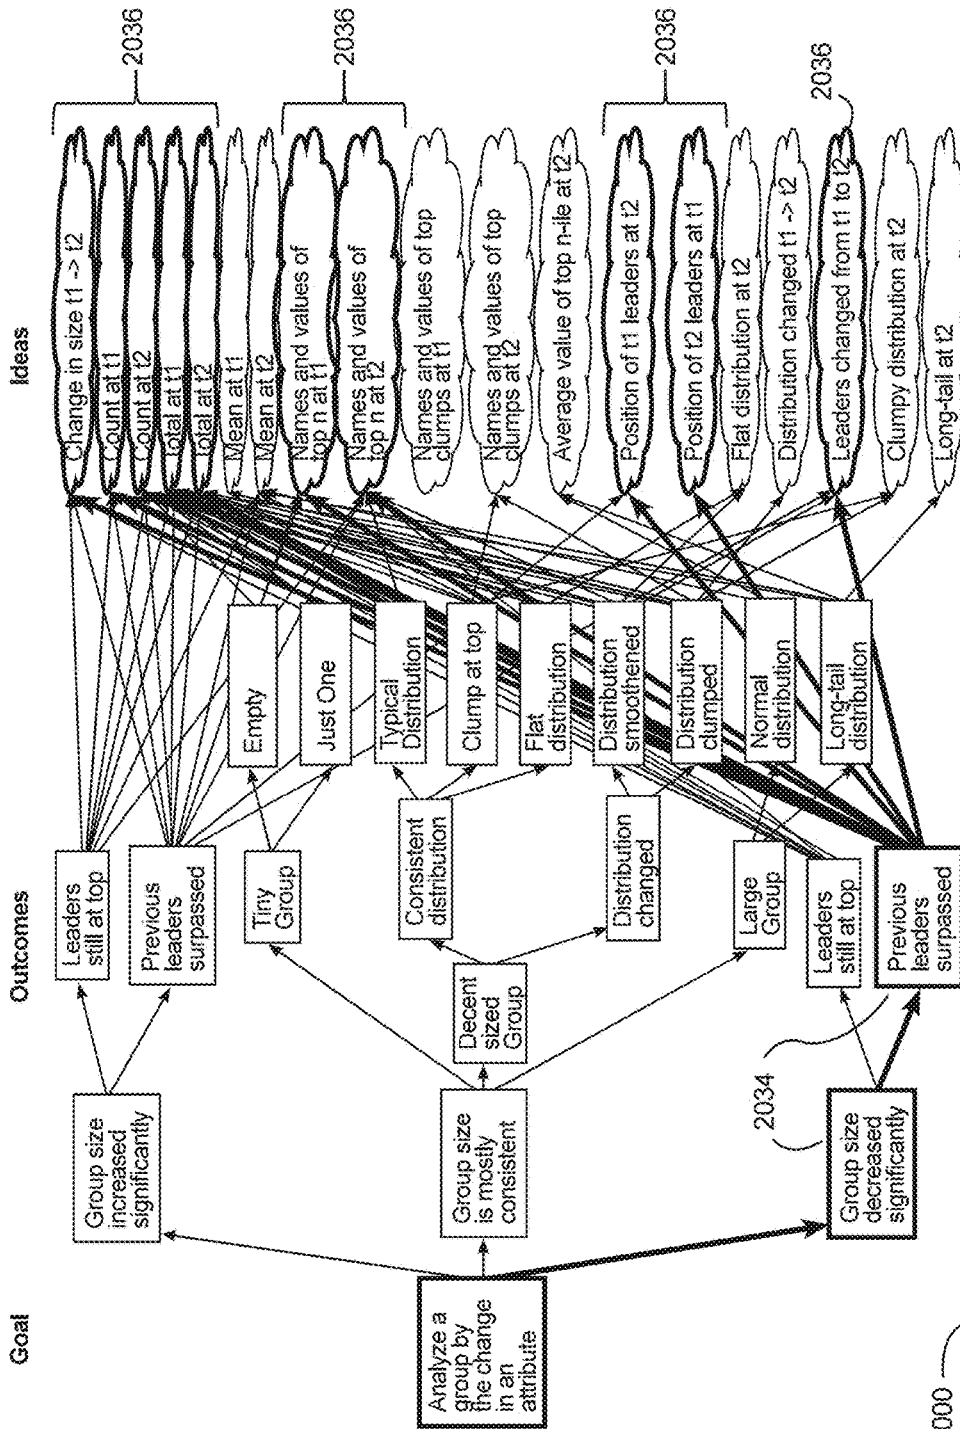 Goal
Outcomes
Ideas
Analyze a
group by
the change
in an
attribute
Group size
increased
significantly
Group size
is mostly
consistent
Group size
decreased
significantly
2034
Leaders
still at top
Previous
leaders
surpassed
Tiny
Group
Decent
sized
Group
Consistent
distribution
Distribution
changed
Large
Group
Leaders
still at top
Previous
leaders
surpassed
Empty
Just One
Typical
Distribution
Clump at top
Flat
distribution
Distribution
smoothened
Distribution
clumped
Normal
distribution
Long-tail
distribution
Change in size t1 -> t2
Count at t1
Count at t2
Total at t1
Total at t2
Mean at t1
Mean at t2
Names and values of
top n at t1
Names and values of
top n at t2
Names and values of top
clumps at t1
Names and values of top
clumps at t2
Average value of top n-ile at t2
Position of t1 leaders at t2
Position of t2 leaders at t1
Flat distribution at t2
Distribution changed t1 -> t2
Leaders changed from t1 to t2
Clumpy distribution at t2
Long-tail at t2
2036
2036
2036
2036
000